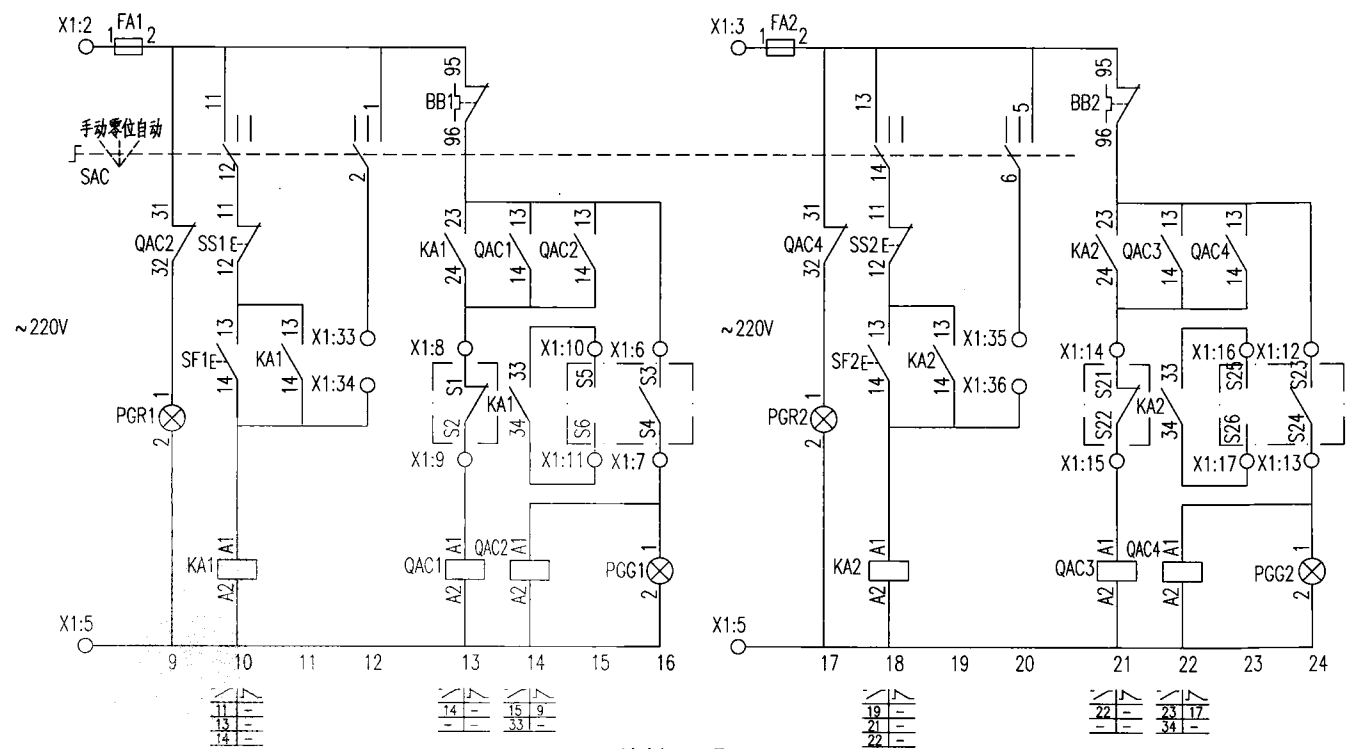 X1:2
1 FA1 2
X1:3
1 FA2 2
手动零位自动
SAC
11
12
1
2
95
BB1
96
13
14
5
6
95
BB2
96
31
QAC2
32
11
SS1 E
12
23
KA1
24
13
QAC1
14
13
QAC2
14
31
QAC4
32
11
SS2 E
12
23
KA2
24
13
QAC3
14
13
QAC4
14
~220V
13
SF1 E
14
13
KA1
14
X1:33
X1:34
X1:8
S1
S2
X1:9
33
KA1
34
X1:10
S5
S6
X1:11
X1:6
S3
S4
X1:7
~220V
13
SF2 E
14
13
KA2
14
X1:35
X1:36
X1:14
S21
S22
X1:15
33
KA2
34
X1:16
S25
S26
X1:17
X1:12
S23
S24
X1:13
PGR1
1
2
PGR2
1
2
A1
KA1
A2
A1
QAC1
A2
A1
QAC2
A2
1
PGG1
2
A1
KA2
A2
A1
QAC3
A2
A1
QAC4
A2
1
PGG2
2
X1:5
X1:5
9 10 11 12 13 14 15 16
17 18 19 20 21 22 23 24
11 -
13 -
14 -
14 -
- -
15 9
33 -
19 -
21 -
22 -
22 -
- -
23 17
34 -